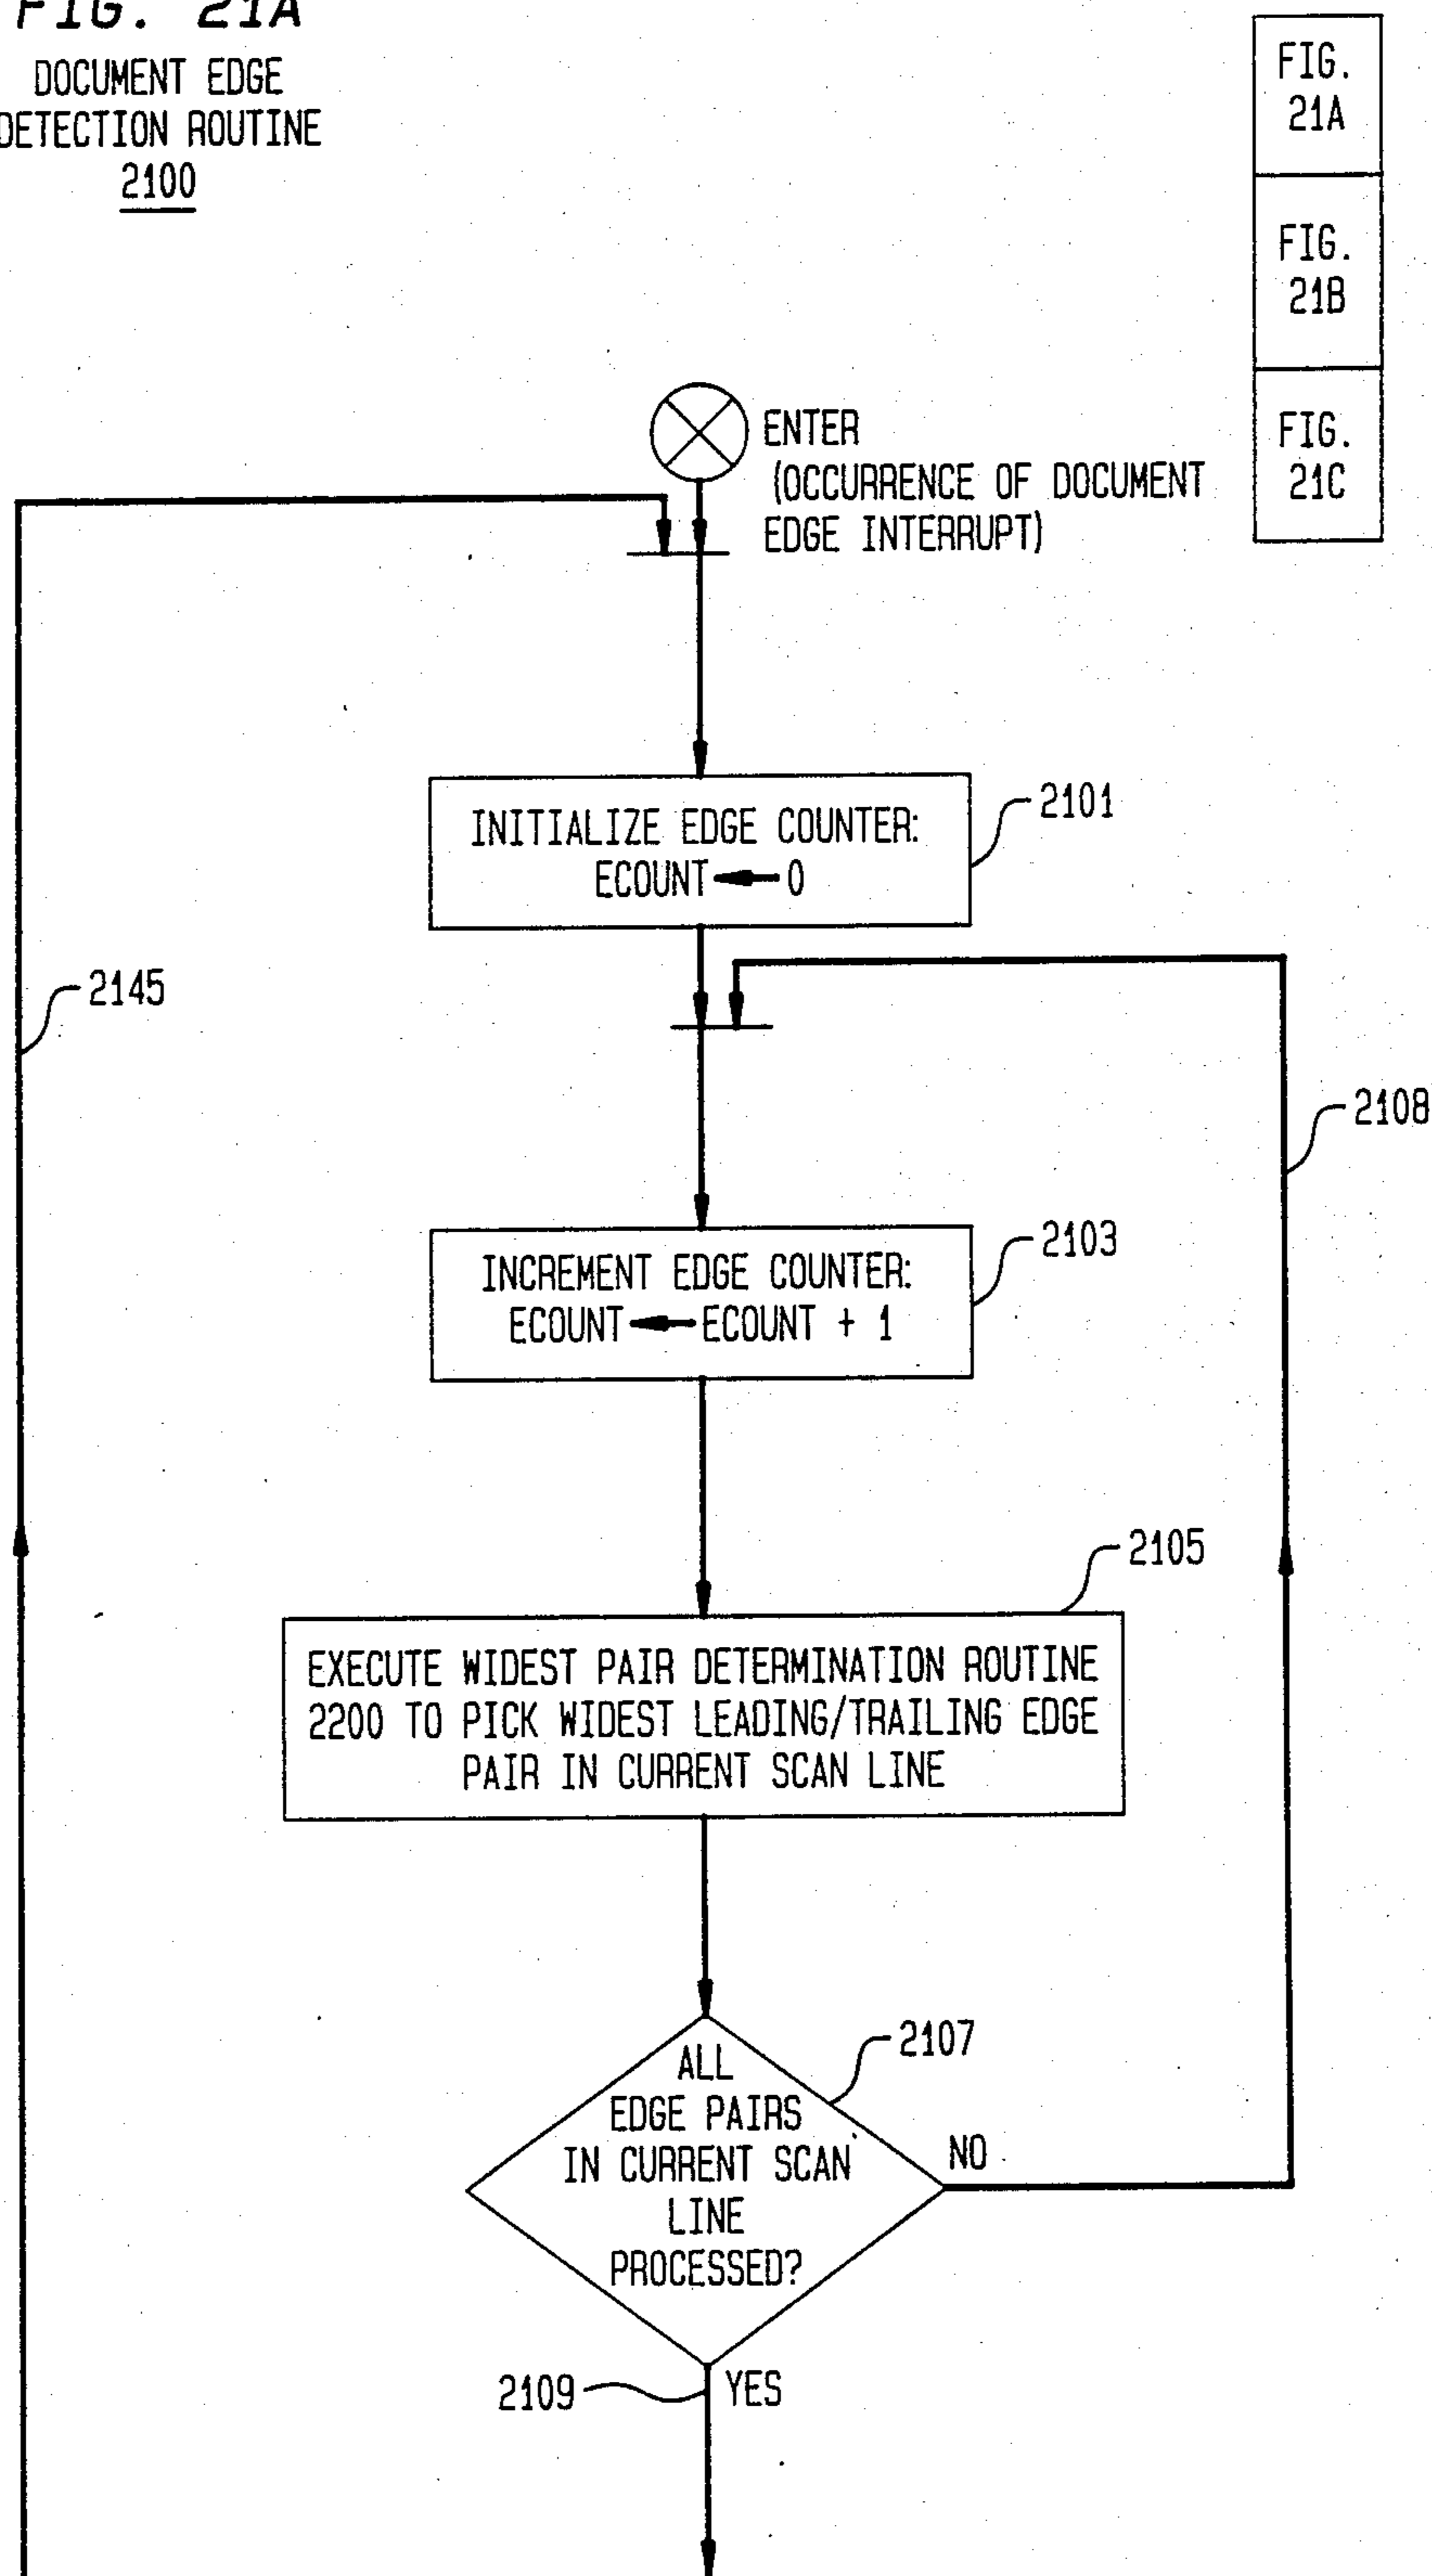 FIG. 21A
DOCUMENT EDGE
DETECTION ROUTINE
2100
FIG.
21A
FIG.
21B
FIG.
21C
ENTER
(OCCURRENCE OF DOCUMENT
EDGE INTERRUPT)
INITIALIZE EDGE COUNTER:
ECOUNT ← 0
2101
2145
2108
INCREMENT EDGE COUNTER:
ECOUNT ← ECOUNT + 1
2103
2105
EXECUTE WIDEST PAIR DETERMINATION ROUTINE
2200 TO PICK WIDEST LEADING/TRAILING EDGE
PAIR IN CURRENT SCAN LINE
2107
ALL
EDGE PAIRS
IN CURRENT SCAN
LINE
PROCESSED?
NO
2109
YES